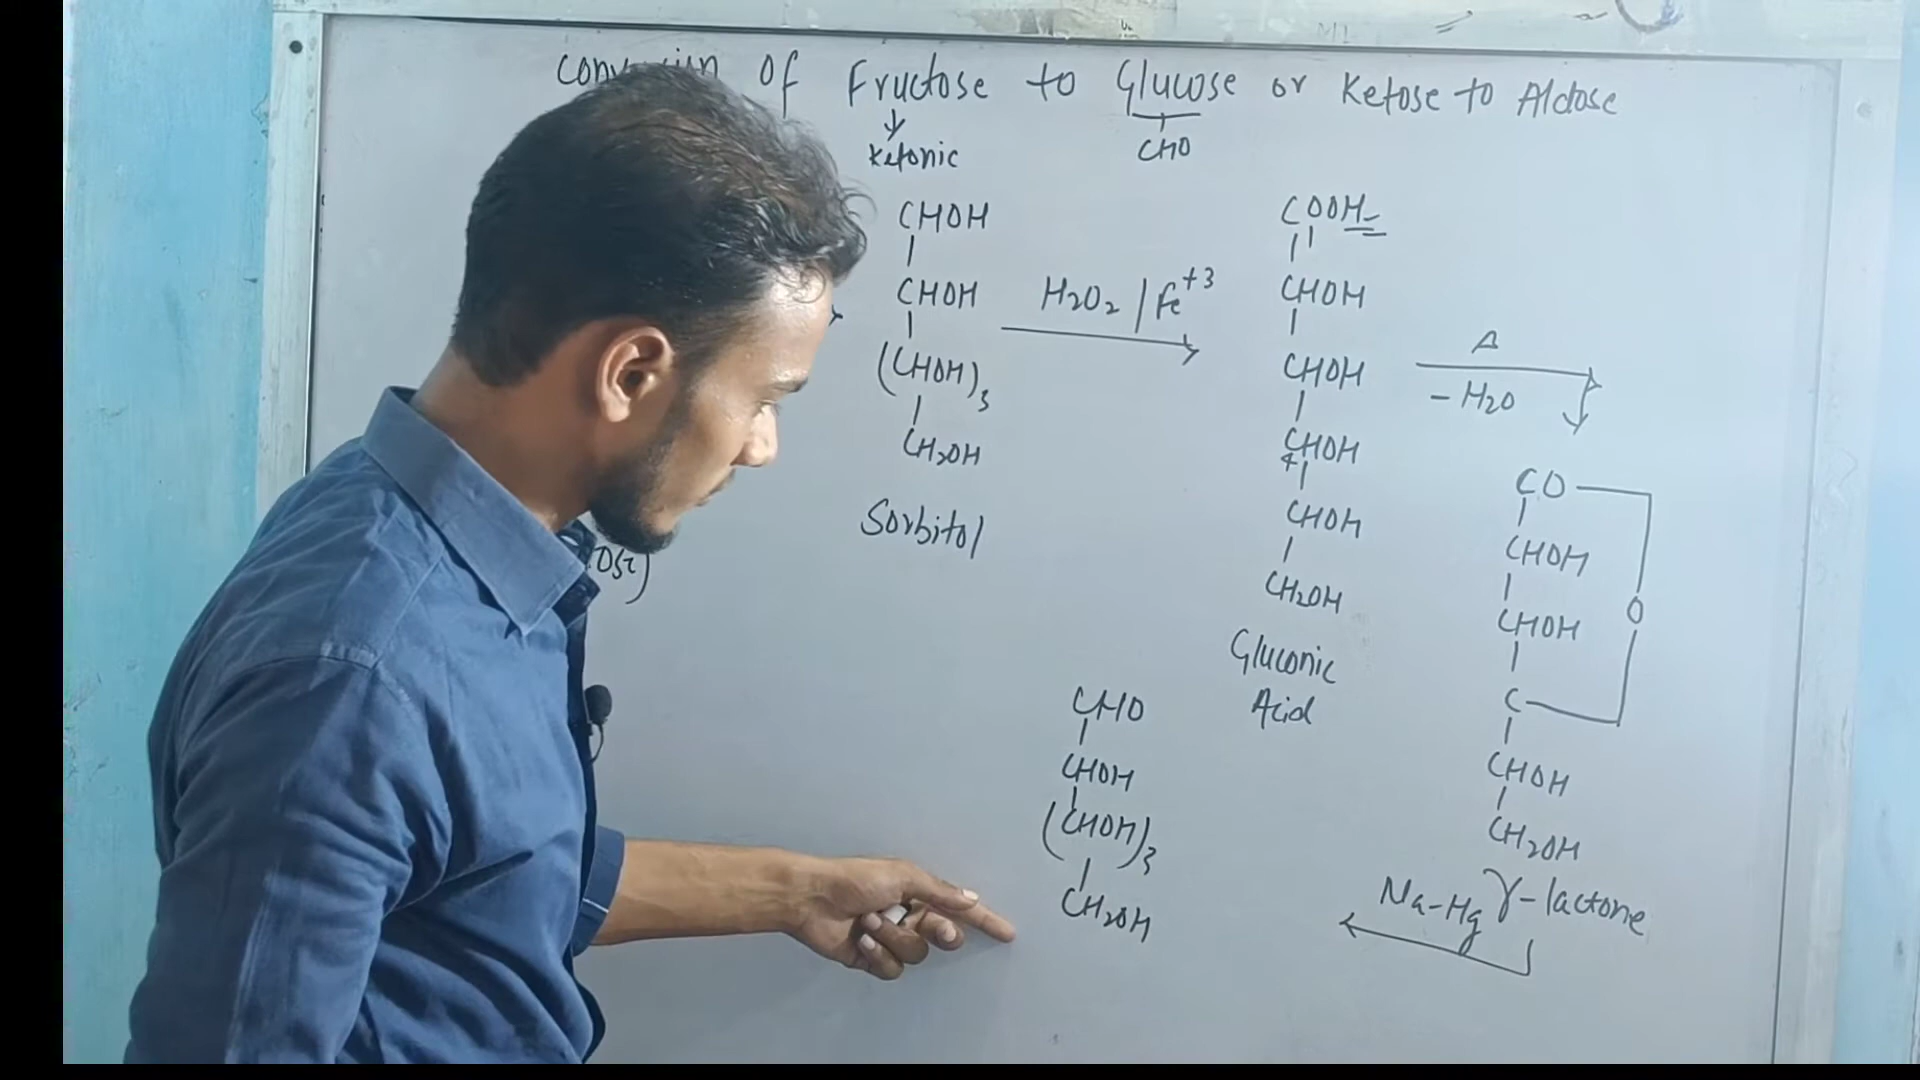 Conversion of Fructose to Glucose or Ketose to Aldose
Ketonic
CHO
CHOH
CHOH
(CHOH)3
CH2OH
Sorbitol
H2O2 | Fe+3
COOH
CHOH
CHOH
CHOH
4
CHOH
CH2OH
Gluconic
Acid
Δ
- H2O
CO
CHOH
CHOH
O
C
CHOH
CH2OH
γ-lactone
Na-Hg
CHO
CHOH
(CHOH)3
CH2OH